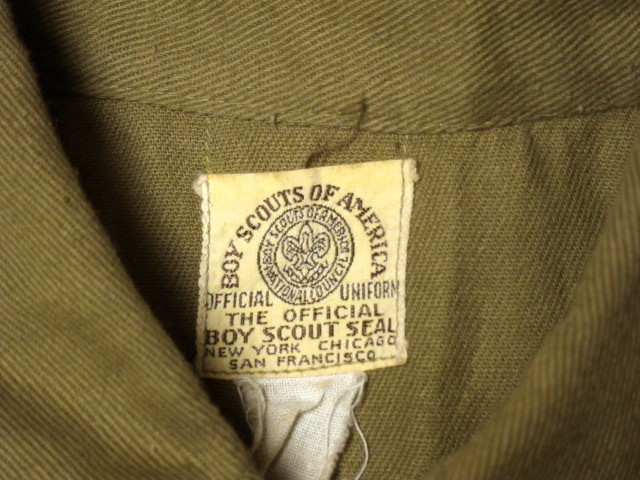 BOY SCOUTS OF AMERICA
BOY SCOUTS OF AMERICA
NATIONAL COUNCIL
OFFICIAL UNIFORM
THE OFFICIAL
BOY SCOUT SEAL
NEW YORK CHICAGO
SAN FRANCISCO